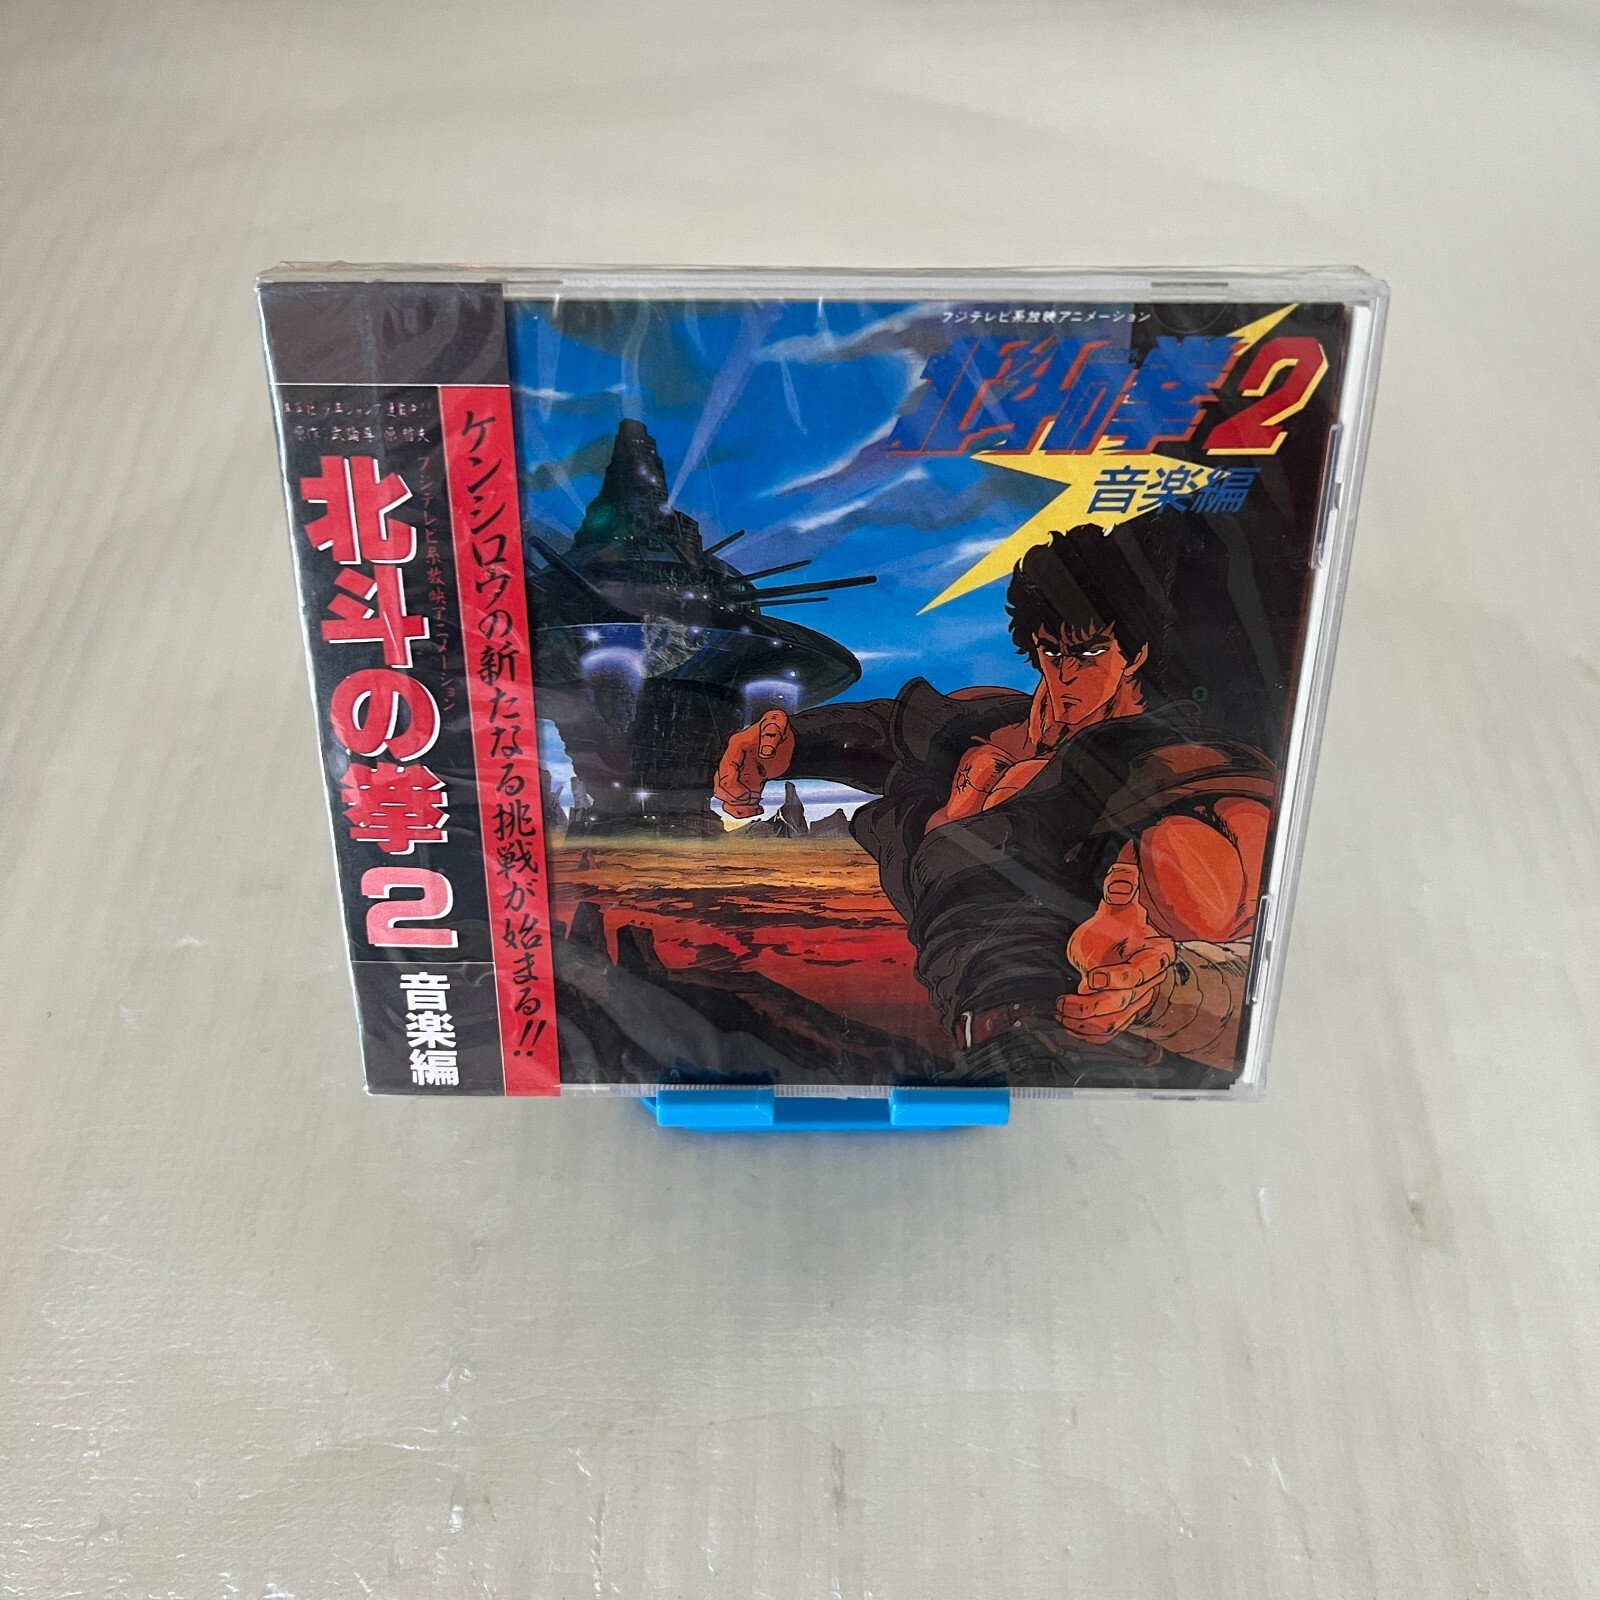 北斗の拳2
音楽編
フジテレビ系放映アニメーション
ケンシロウの新たなる挑戦が始まる!!
フジテレビ系放映アニメーション
北斗の拳2
音楽編